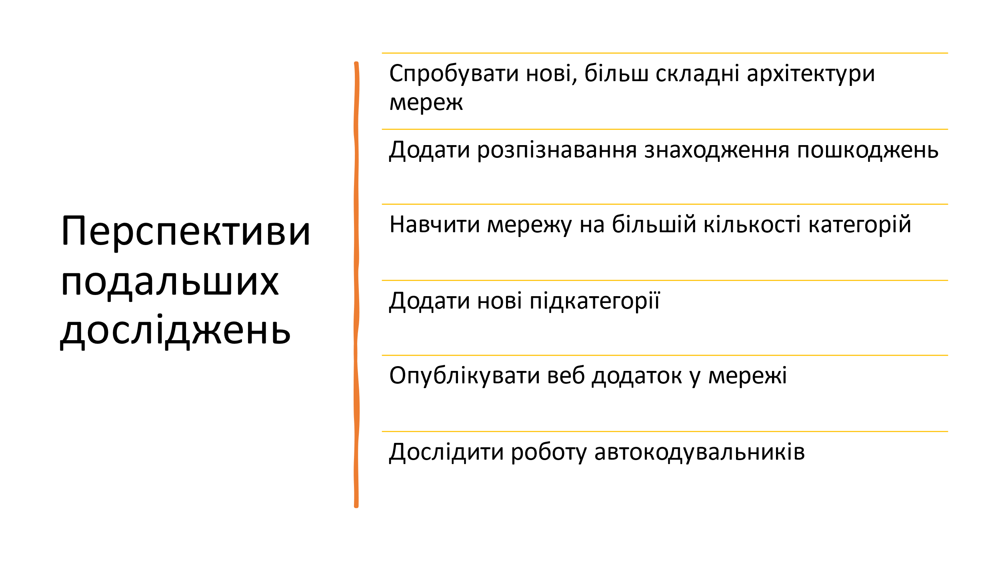 Перспективи
подальших
досліджень
Спробувати нові, більш складні архітектури
мереж
Додати розпізнавання знаходження пошкоджень
Навчити мережу на більшій кількості категорій
Додати нові підкатегорії
Опублікувати веб додаток у мережі
Дослідити роботу автокодувальників